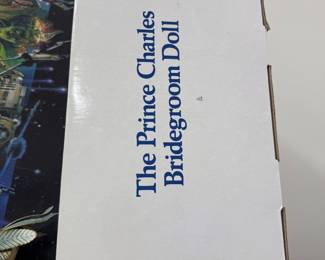 The Prince Charles
Bridegroom Doll